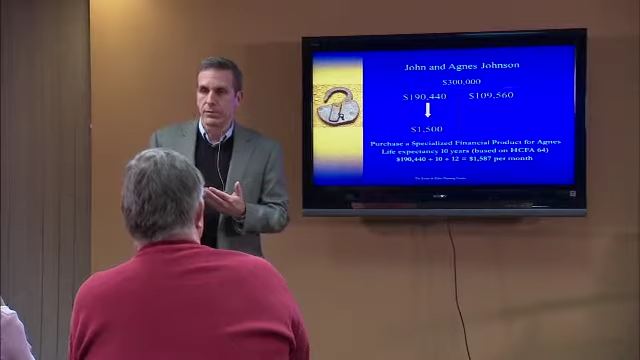 John and Agnes Johnson
$300,000
$190,440 $109,560
$1,500
Purchase a Specialized Financial Product for Agnes
Life expectancy 10 years (based on HCFA 64)
$190,440 ÷ 10 ÷ 12 = $1,587 per month